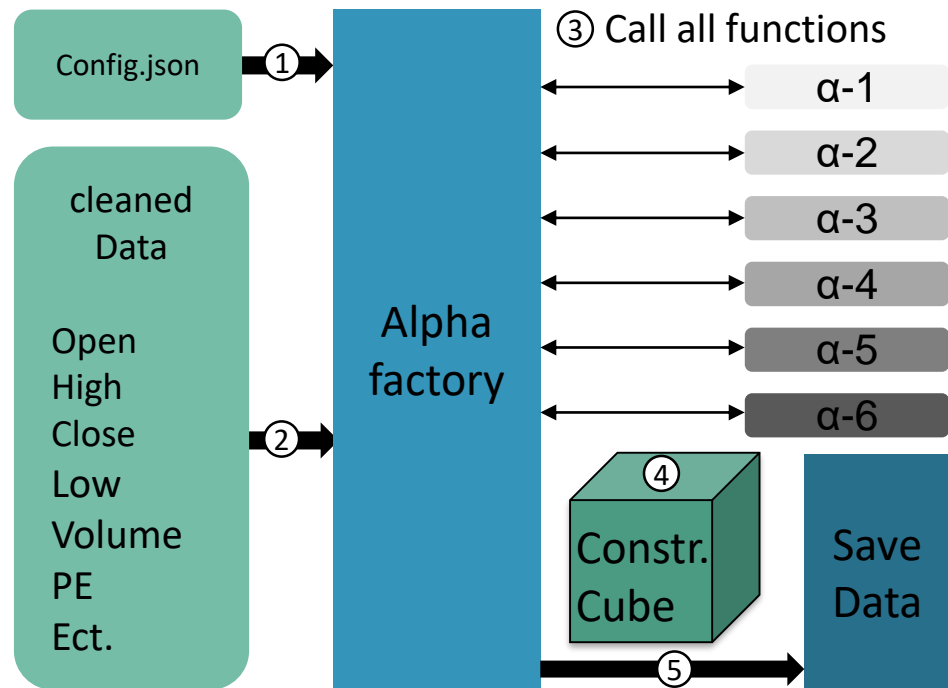 Config.json
①
cleaned
Data
Open
High
Close
Low
Volume
PE
Ect.
②
Alpha
factory
③ Call all functions
α-1
α-2
α-3
α-4
α-5
α-6
④
Constr.
Cube
⑤
Save
Data